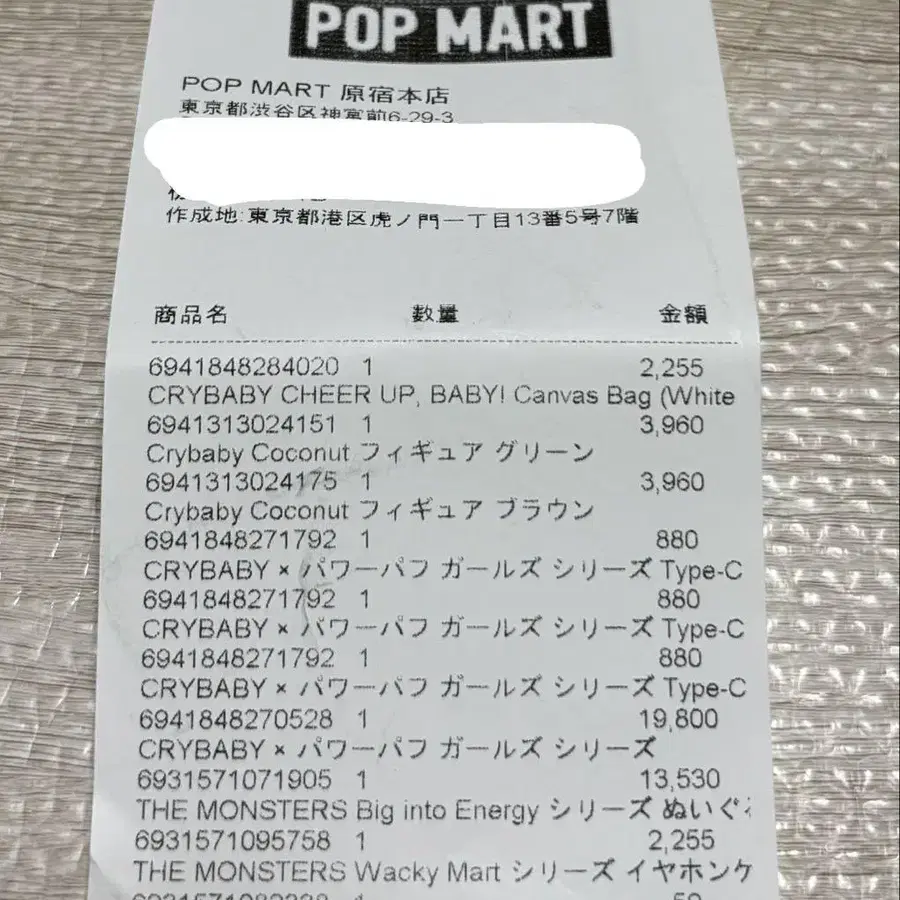 POP MART
POP MART 原宿本店
東京都渋谷区神宮前6-29-3
作成地:東京都港区虎ノ門一丁目13番5号7階
商品名 数量 金額
6941848284020 1 2,255
CRYBABY CHEER UP, BABY! Canvas Bag (White
6941313024151 1 3,960
Crybaby Coconut フィギュア グリーン
6941313024175 1 3,960
Crybaby Coconut フィギュア ブラウン
6941848271792 1 880
CRYBABY × パワーパフ ガールズ シリーズ Type-C
6941848271792 1 880
CRYBABY × パワーパフ ガールズ シリーズ Type-C
6941848271792 1 880
CRYBABY × パワーパフ ガールズ シリーズ Type-C
6941848270528 1 19,800
CRYBABY × パワーパフ ガールズ シリーズ
6931571071905 1 13,530
THE MONSTERS Big into Energy シリーズ ぬいぐ
6931571095758 1 2,255
THE MONSTERS Wacky Mart シリーズ イヤホンケ